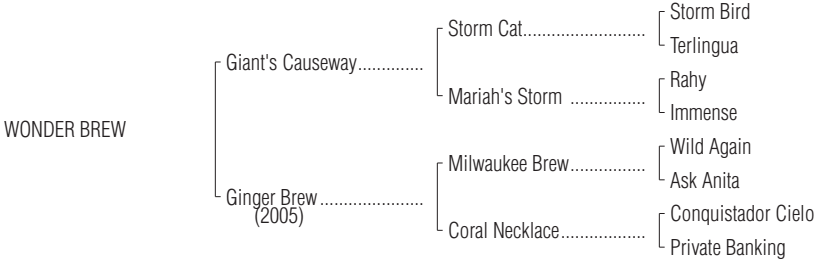 Storm Bird
Storm Cat..........................
Terlingua
Giant's Causeway..............
Rahy
Mariah's Storm ................
Immense
WONDER BREW
Wild Again
Milwaukee Brew................
Ask Anita
Ginger Brew ......................
(2005)
Conquistador Cielo
Coral Necklace..................
Private Banking